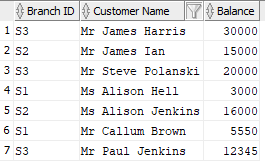 Branch ID Customer Name Balance
1 S3 Mr James Harris 30000
2 S2 Mr James Ian 15000
3 S3 Mr Steve Polanski 20000
4 S1 Ms Alison Hell 3000
5 S2 Ms Alison Jenkins 16000
6 S1 Mr Callum Brown 5550
7 S3 Mr Paul Jenkins 12345